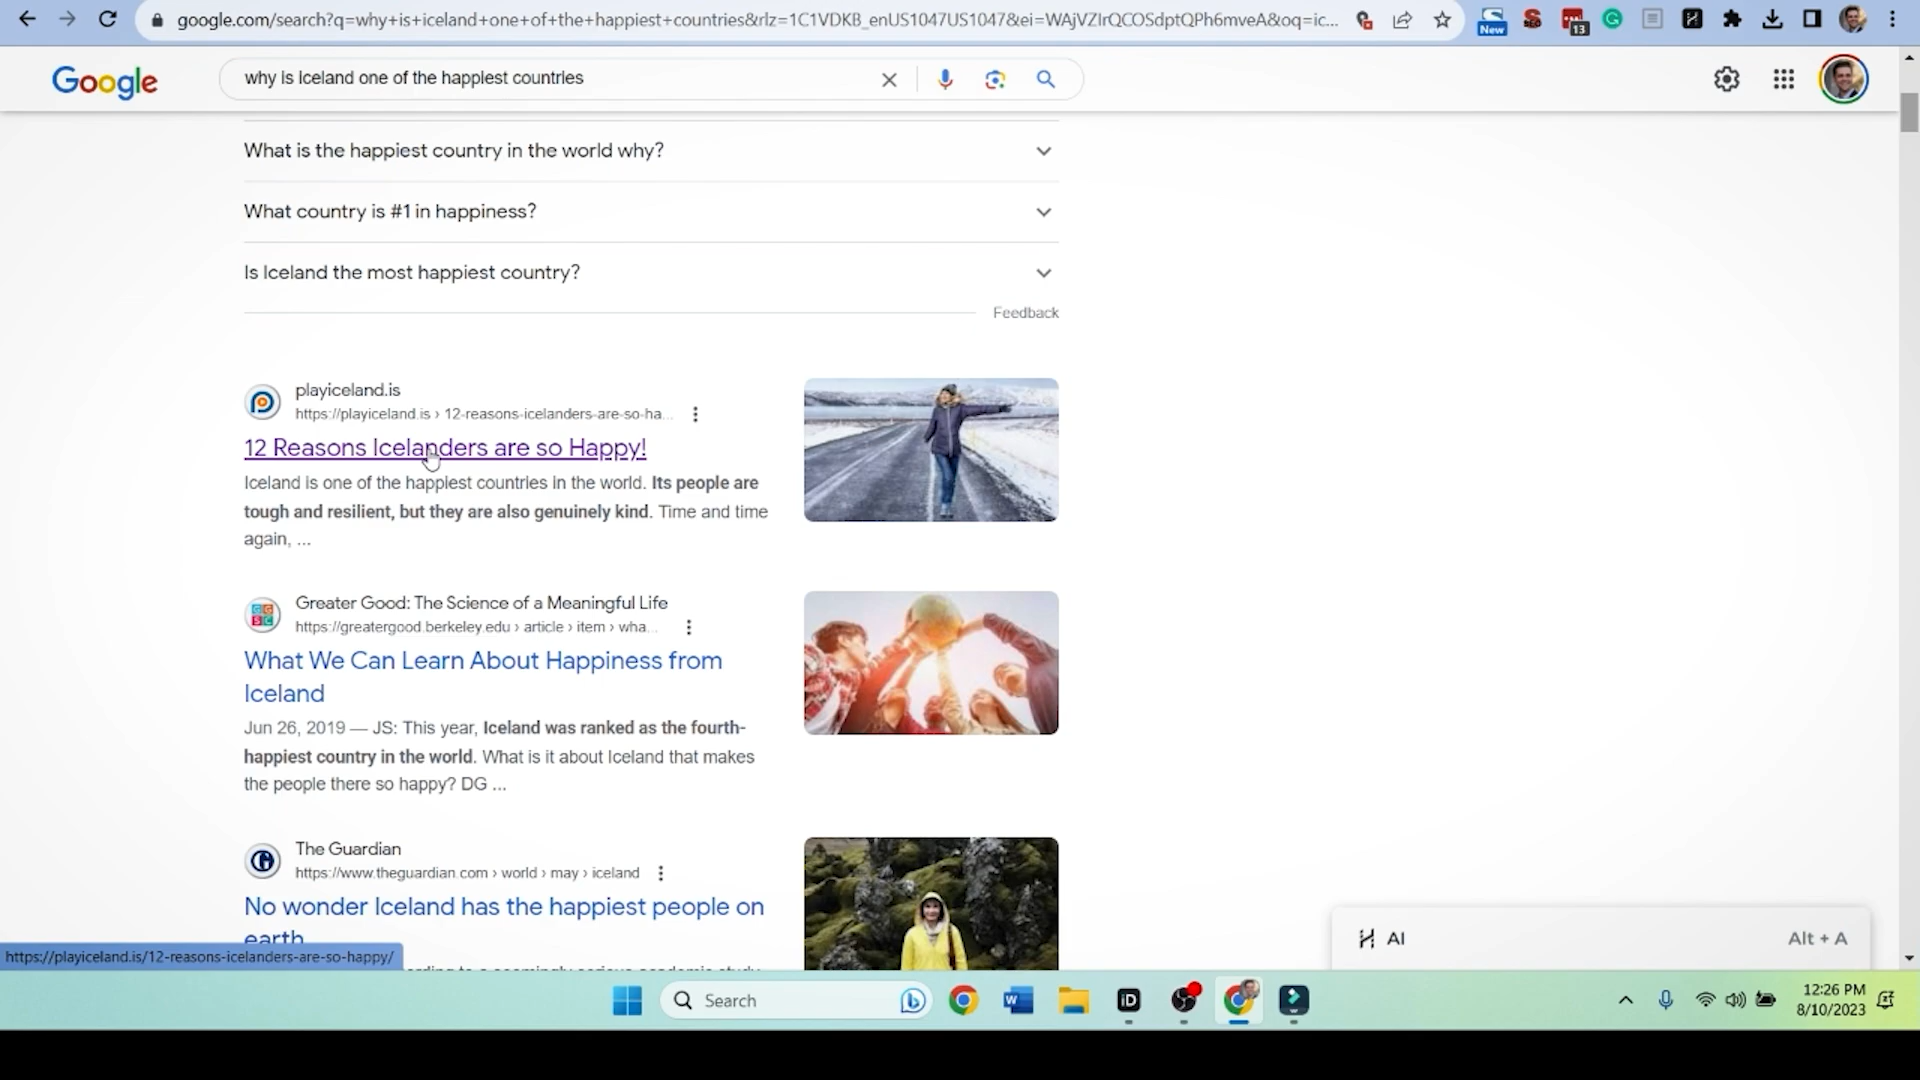 google.com/search?q=why+is+iceland+one+of+the+happiest+countries&rlz=1C1VDKB_enUS1047US1047&ei=WAjVZIrQCOSdptQPh6mveA&oq=ic...
New
13
Google
why is Iceland one of the happiest countries
What is the happiest country in the world why?
What country is #1 in happiness?
Is Iceland the most happiest country?
Feedback
playiceland.is
https://playiceland.is › 12-reasons-icelanders-are-so-ha...
12 Reasons Icelanders are so Happy!
Iceland is one of the happiest countries in the world. Its people are
tough and resilient, but they are also genuinely kind. Time and time
again, ...
Greater Good: The Science of a Meaningful Life
https://greatergood.berkeley.edu › article › item › wha...
What We Can Learn About Happiness from
Iceland
Jun 26, 2019 — JS: This year, Iceland was ranked as the fourth-
happiest country in the world. What is it about Iceland that makes
the people there so happy? DG ...
The Guardian
https://www.theguardian.com › world › may › iceland
No wonder Iceland has the happiest people on
earth
https://playiceland.is/12-reasons-icelanders-are-so-happy/
AI
Alt + A
Search
12:26 PM
8/10/2023